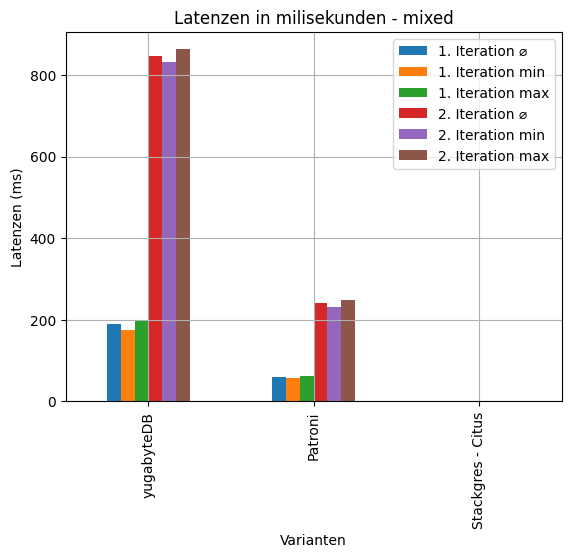 Latenzen in milisekunden - mixed
1. Iteration ⌀
1. Iteration min
1. Iteration max
2. Iteration ⌀
2. Iteration min
2. Iteration max
Latenzen (ms)
800
600
400
200
0
yugabyteDB
Patroni
Stackgres - Citus
Varianten